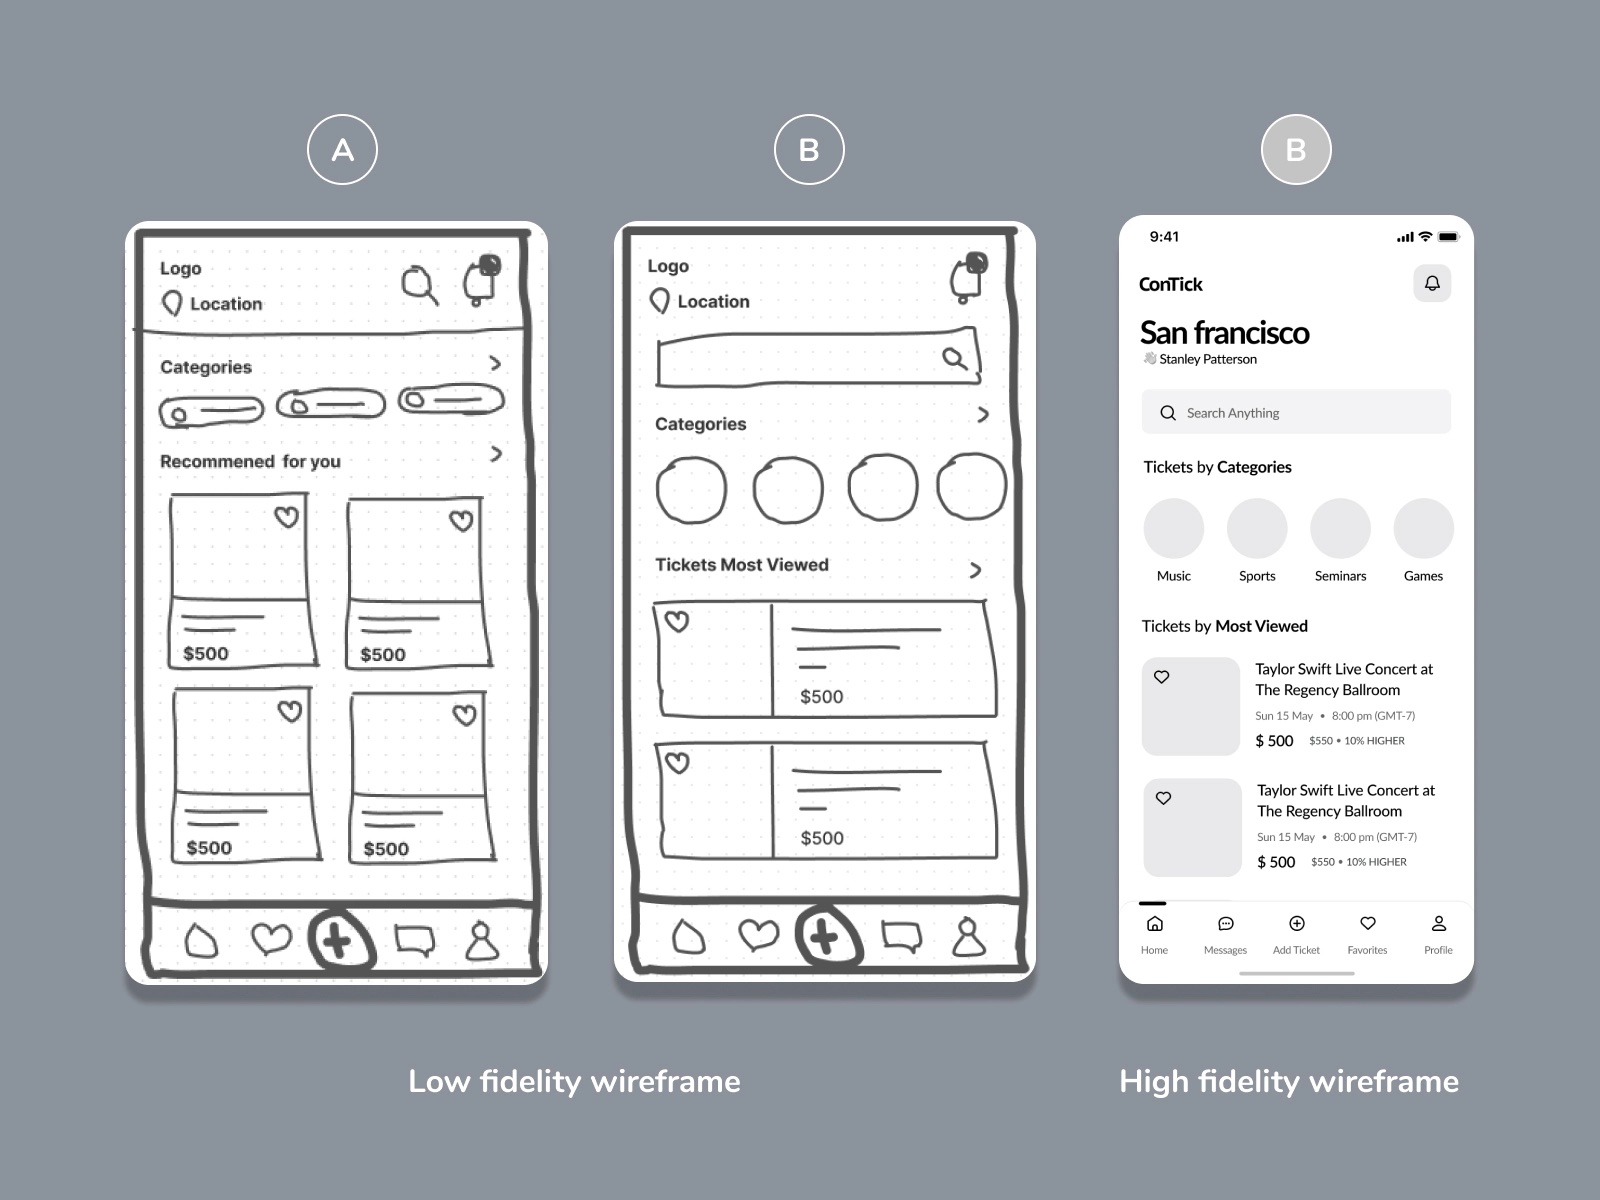 A
Logo
Location
Categories
Recommened for you
$500
$500
$500
$500
B
Logo
Location
Categories
Tickets Most Viewed
$500
$500
Low fidelity wireframe
B
9:41
ConTick
San francisco
👋 Stanley Patterson
Search Anything
Tickets by Categories
Music Sports Seminars Games
Tickets by Most Viewed
Taylor Swift Live Concert at
The Regency Ballroom
Sun 15 May • 8:00 pm (GMT-7)
$ 500 $550 • 10% HIGHER
Taylor Swift Live Concert at
The Regency Ballroom
Sun 15 May • 8:00 pm (GMT-7)
$ 500 $550 • 10% HIGHER
Home Messages Add Ticket Favorites Profile
High fidelity wireframe